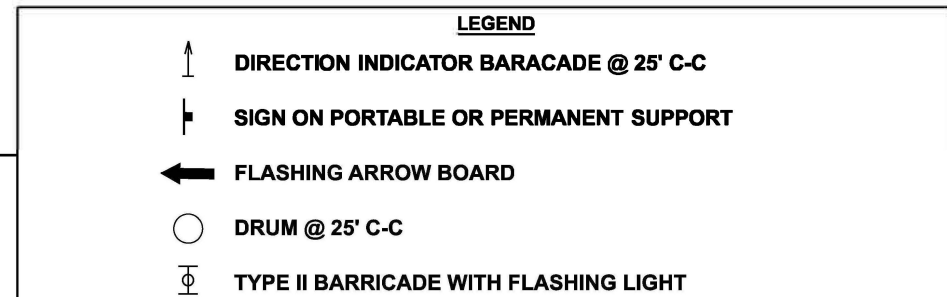 LEGEND
DIRECTION INDICATOR BARACADE @ 25' C-C
SIGN ON PORTABLE OR PERMANENT SUPPORT
FLASHING ARROW BOARD
DRUM @ 25' C-C
TYPE II BARRICADE WITH FLASHING LIGHT